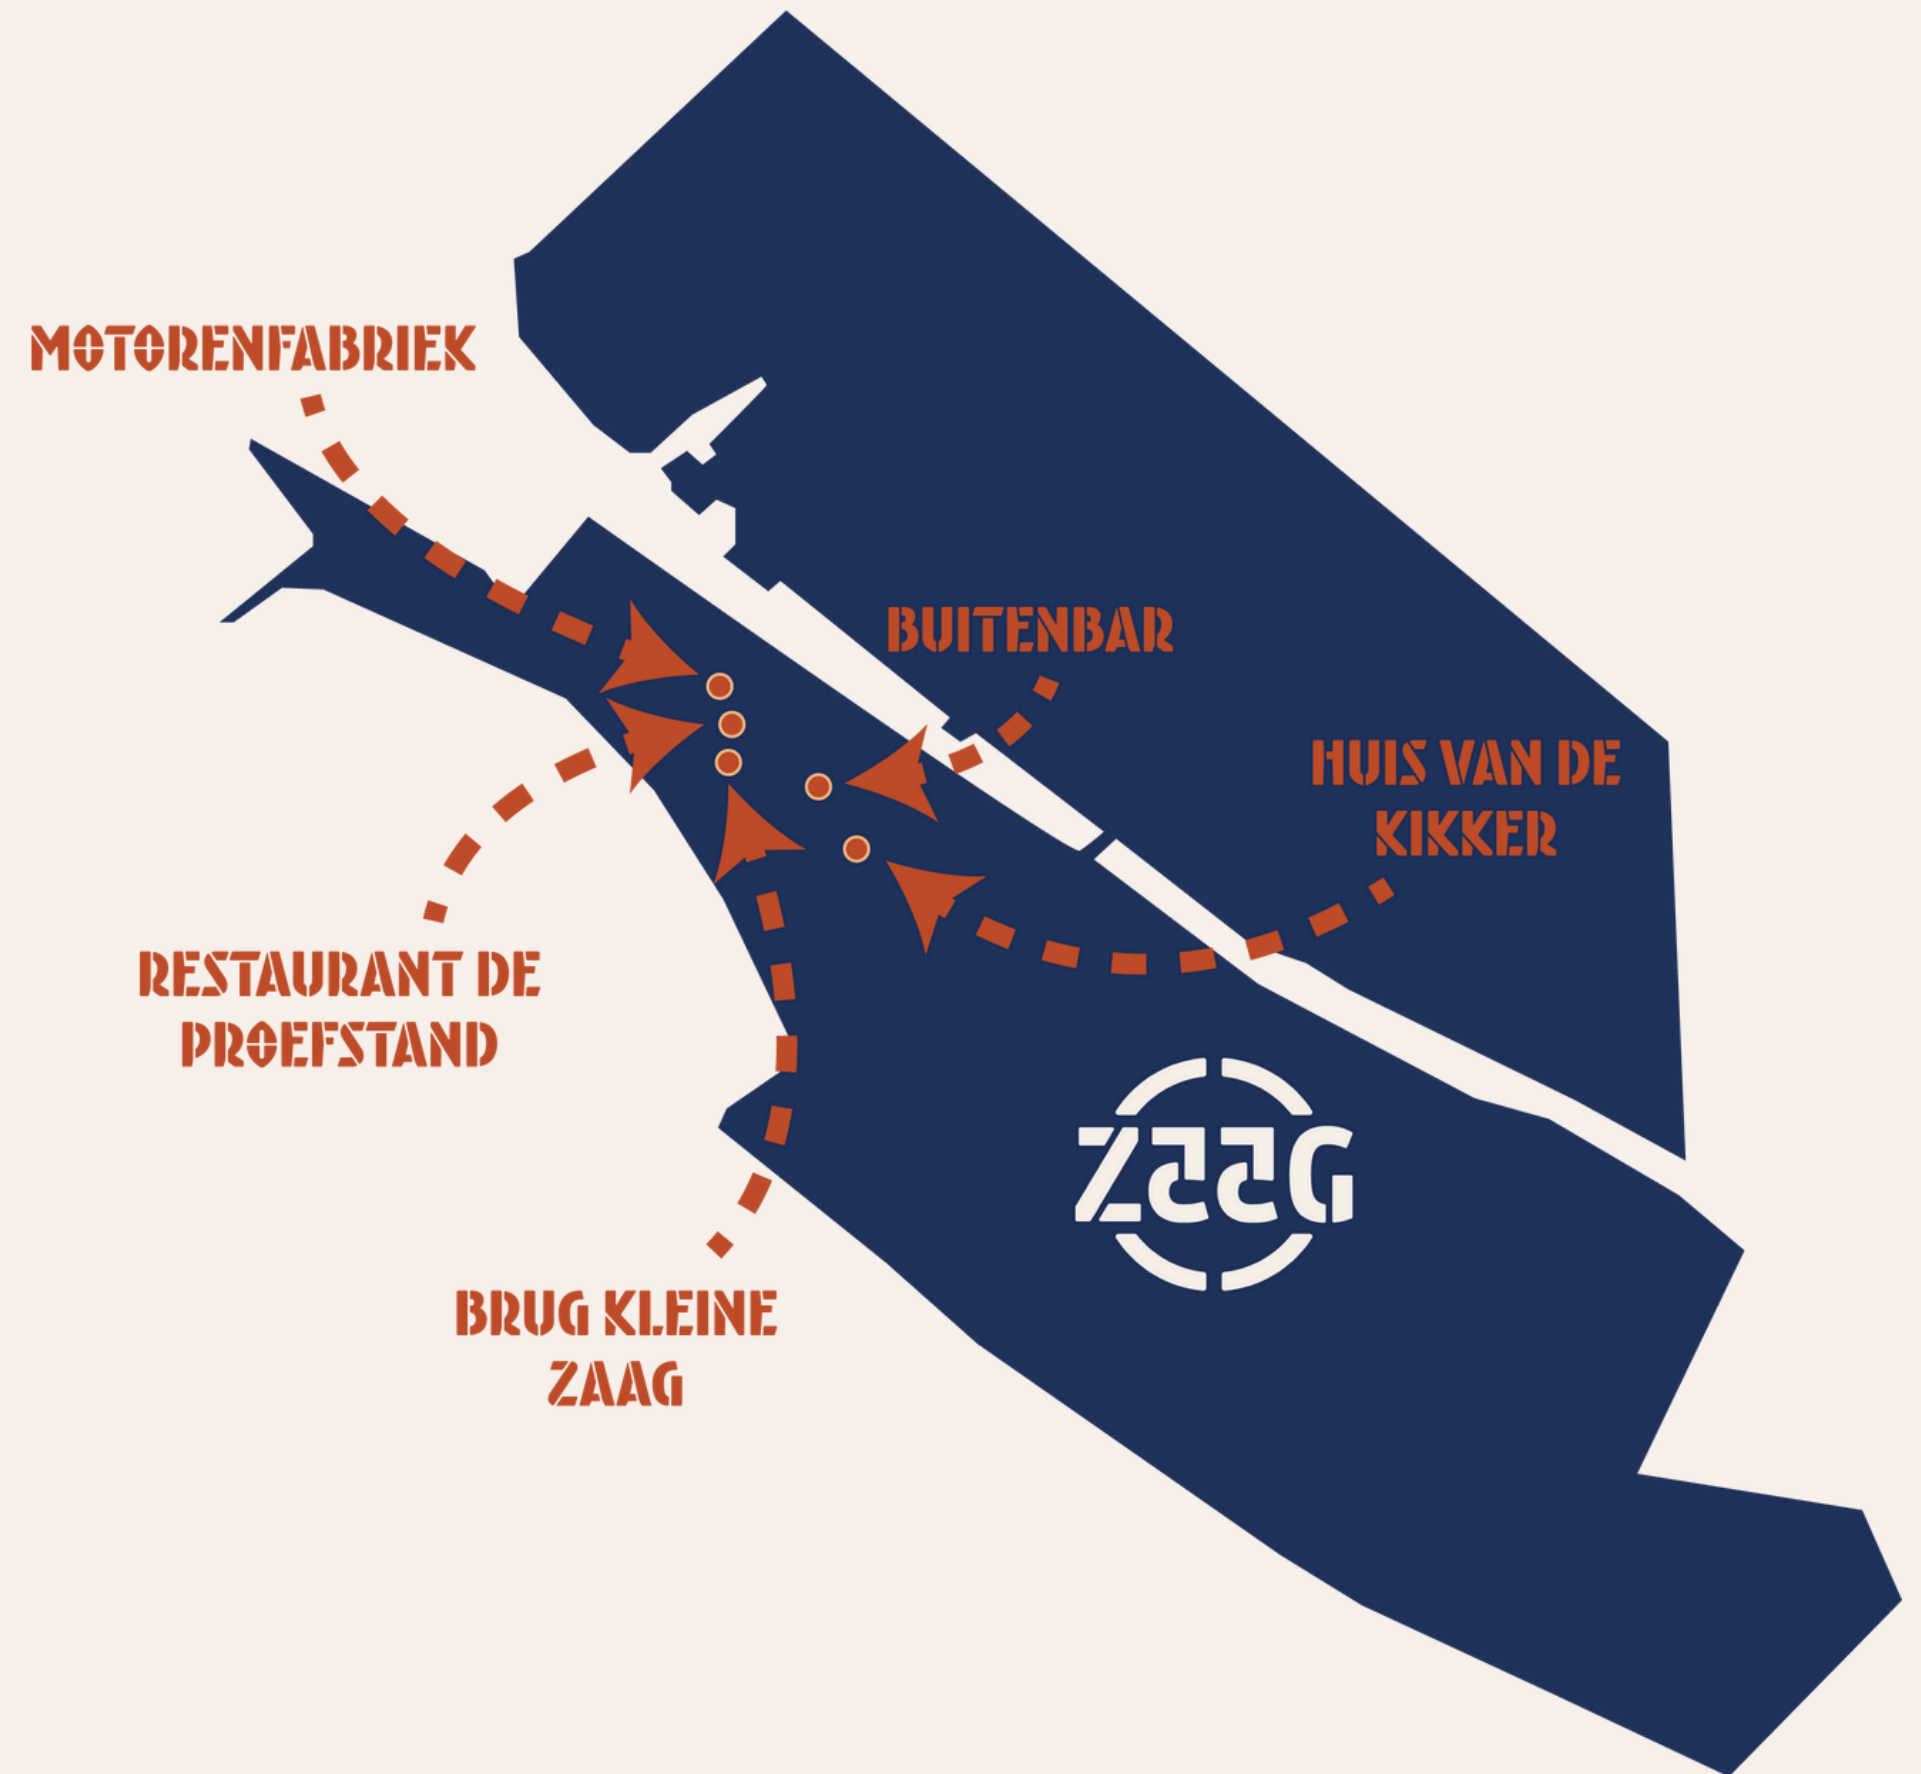 MOTORENFABRIEK
BUITENBAR
HUIS VAN DE
KIKKER
RESTAURANT DE
PROEFSTAND
ZaaG
BRUG KLEINE
ZAAG